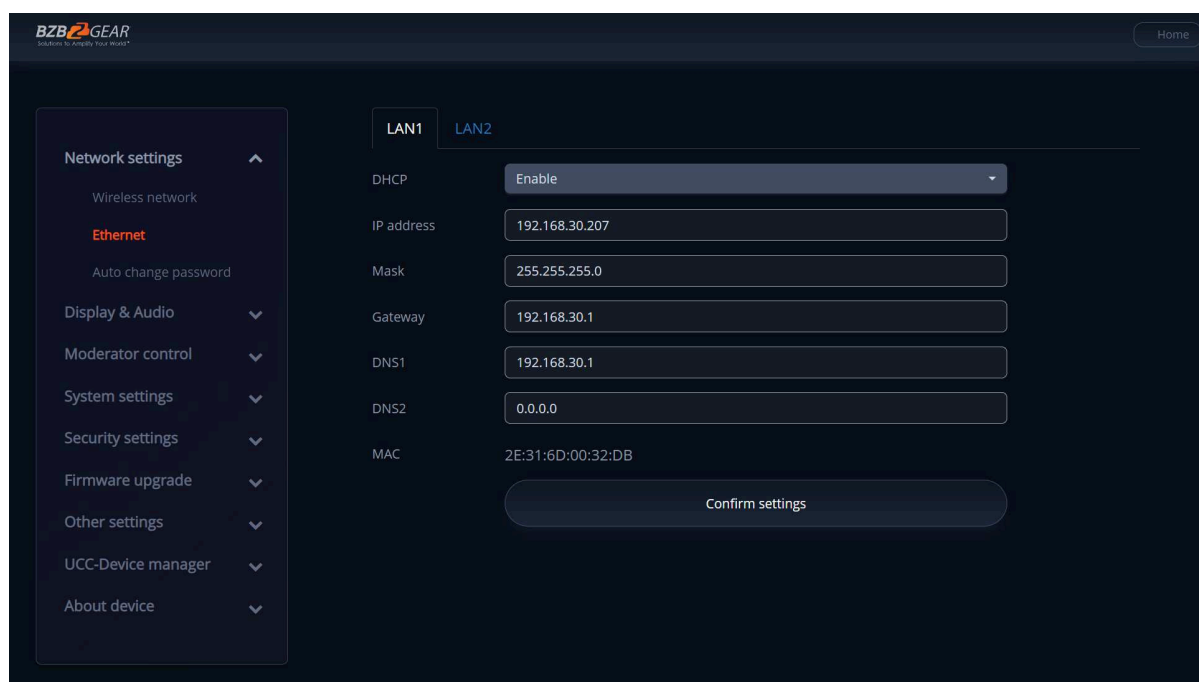 BZBGEAR
Solutions to Amplify Your World
Home
LAN1 LAN2
Network settings
Wireless network
Ethernet
Auto change password
Display & Audio
Moderator control
System settings
Security settings
Firmware upgrade
Other settings
UCC-Device manager
About device
DHCP Enable
IP address 192.168.30.207
Mask 255.255.255.0
Gateway 192.168.30.1
DNS1 192.168.30.1
DNS2 0.0.0.0
MAC 2E:31:6D:00:32:DB
Confirm settings